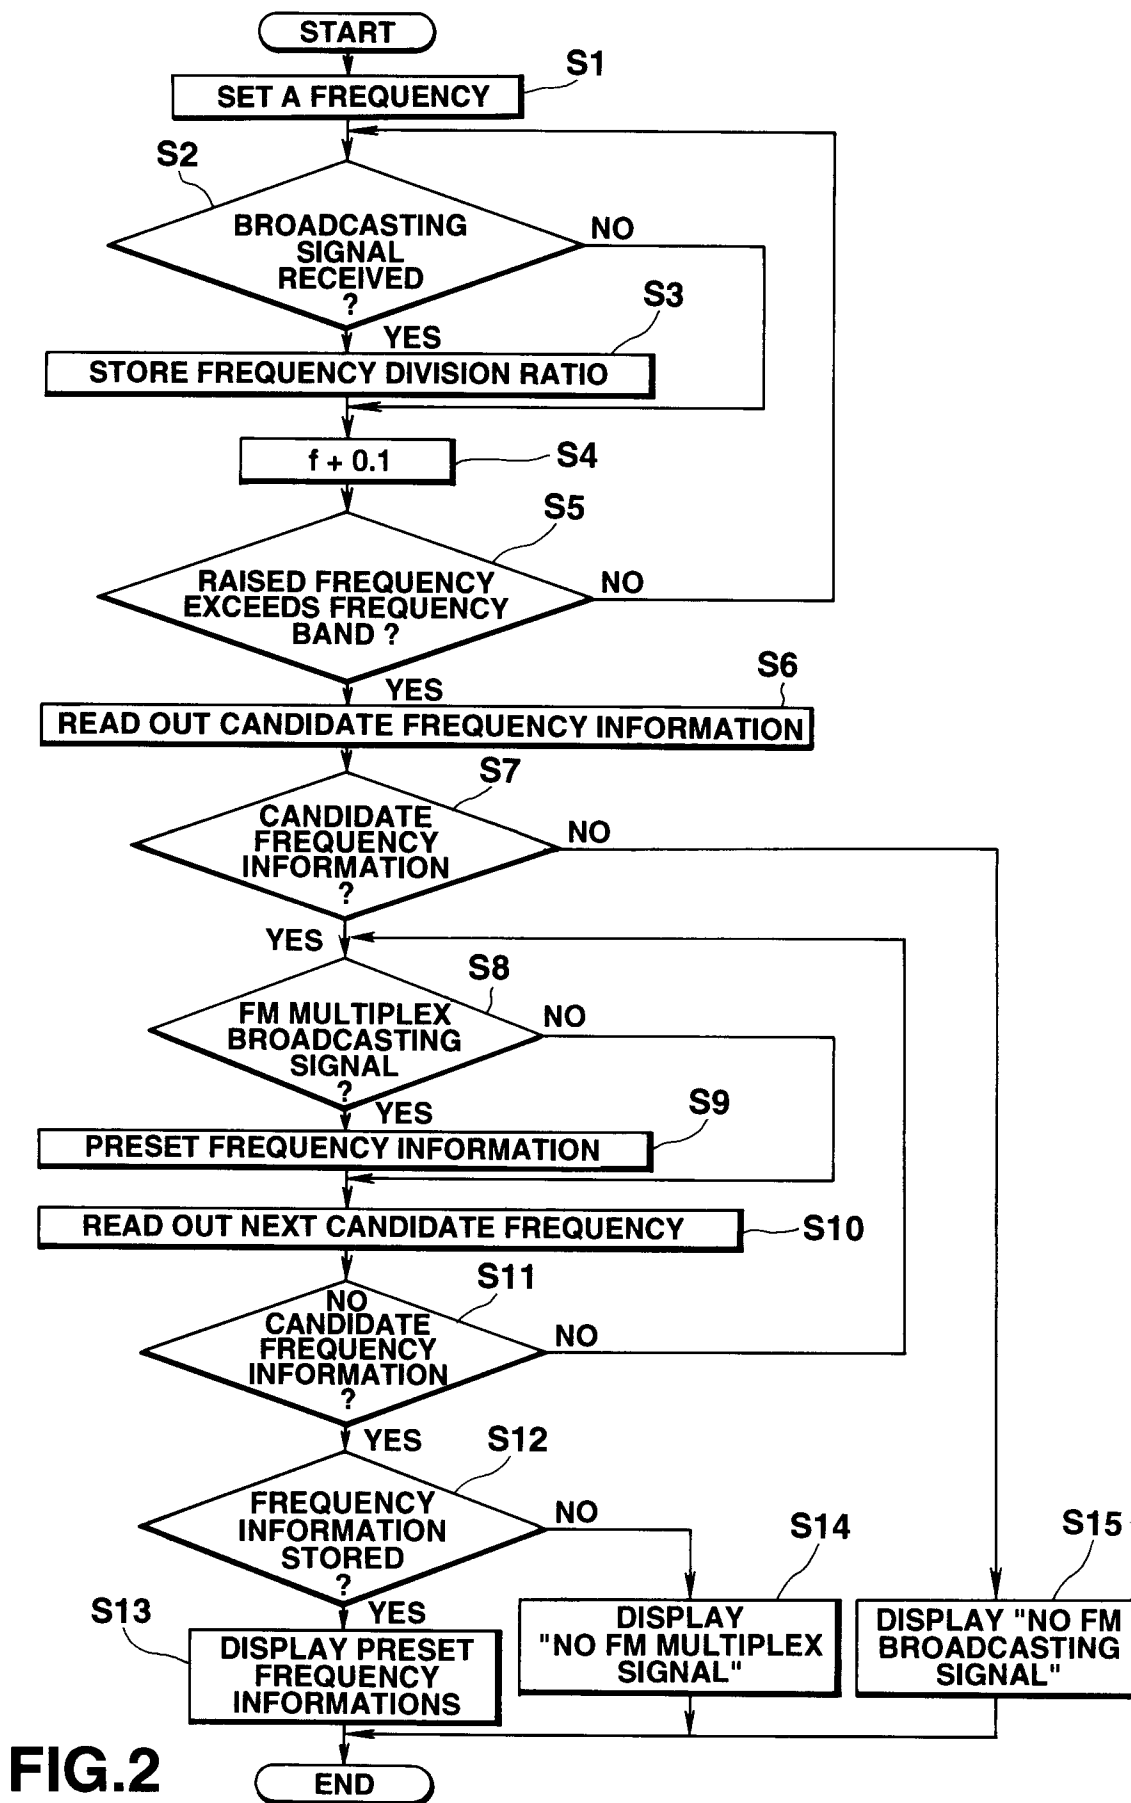 START
S1
SET A FREQUENCY
S2
BROADCASTING
SIGNAL
RECEIVED
?
NO
YES
S3
STORE FREQUENCY DIVISION RATIO
f + 0.1
S4
S5
RAISED FREQUENCY
EXCEEDS FREQUENCY
BAND ?
NO
YES
S6
READ OUT CANDIDATE FREQUENCY INFORMATION
S7
CANDIDATE
FREQUENCY
INFORMATION
?
NO
YES
S8
FM MULTIPLEX
BROADCASTING
SIGNAL
?
NO
YES
S9
PRESET FREQUENCY INFORMATION
READ OUT NEXT CANDIDATE FREQUENCY
S10
S11
NO
CANDIDATE
FREQUENCY
INFORMATION
?
NO
YES
S12
FREQUENCY
INFORMATION
STORED
?
NO
YES
S13
DISPLAY PRESET
FREQUENCY
INFORMATIONS
S14
DISPLAY
"NO FM MULTIPLEX
SIGNAL"
S15
DISPLAY "NO FM
BROADCASTING
SIGNAL"
END
FIG.2